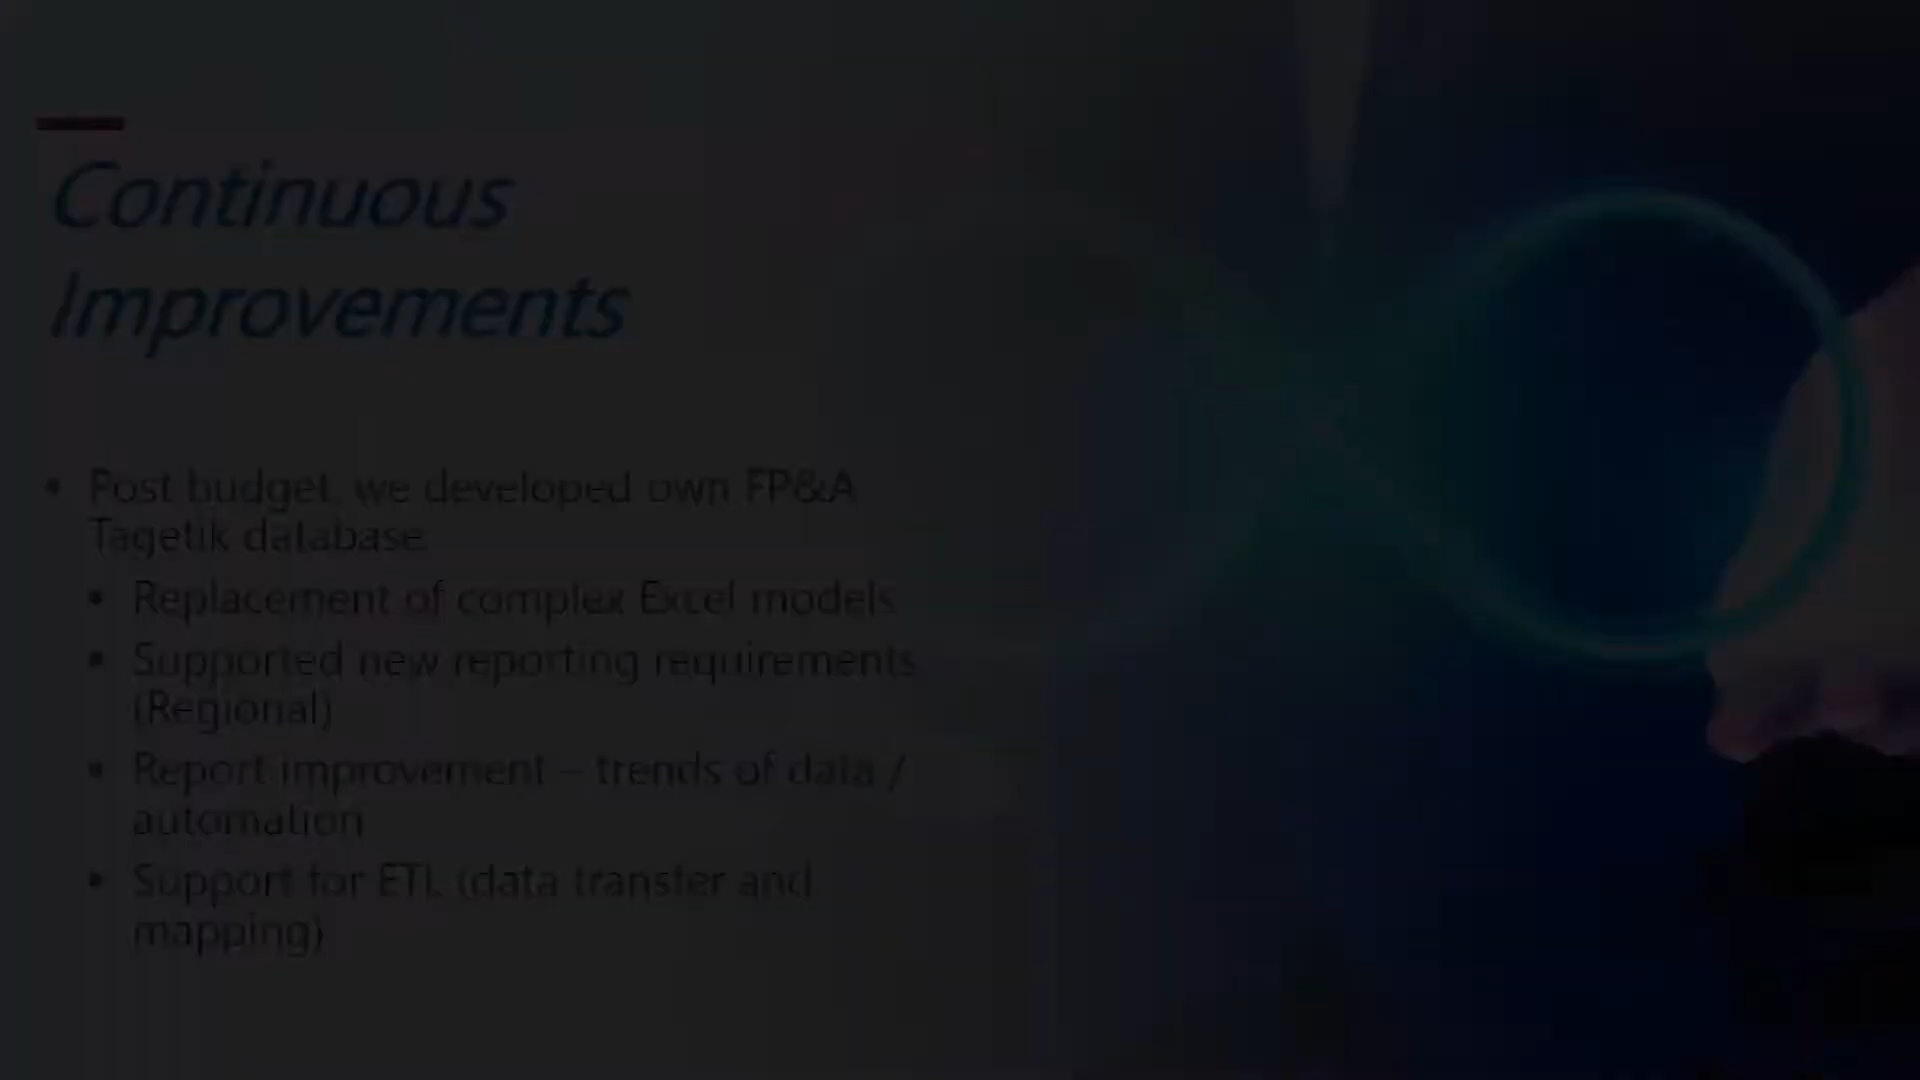 Continuous
Improvements
• Post budget, we developed own FP&A
Tagetik database
• Replacement of complex Excel models
• Supported new reporting requirements
(Regional)
• Report improvement – trends of data /
automation
• Support for ETL (data transfer and
mapping)